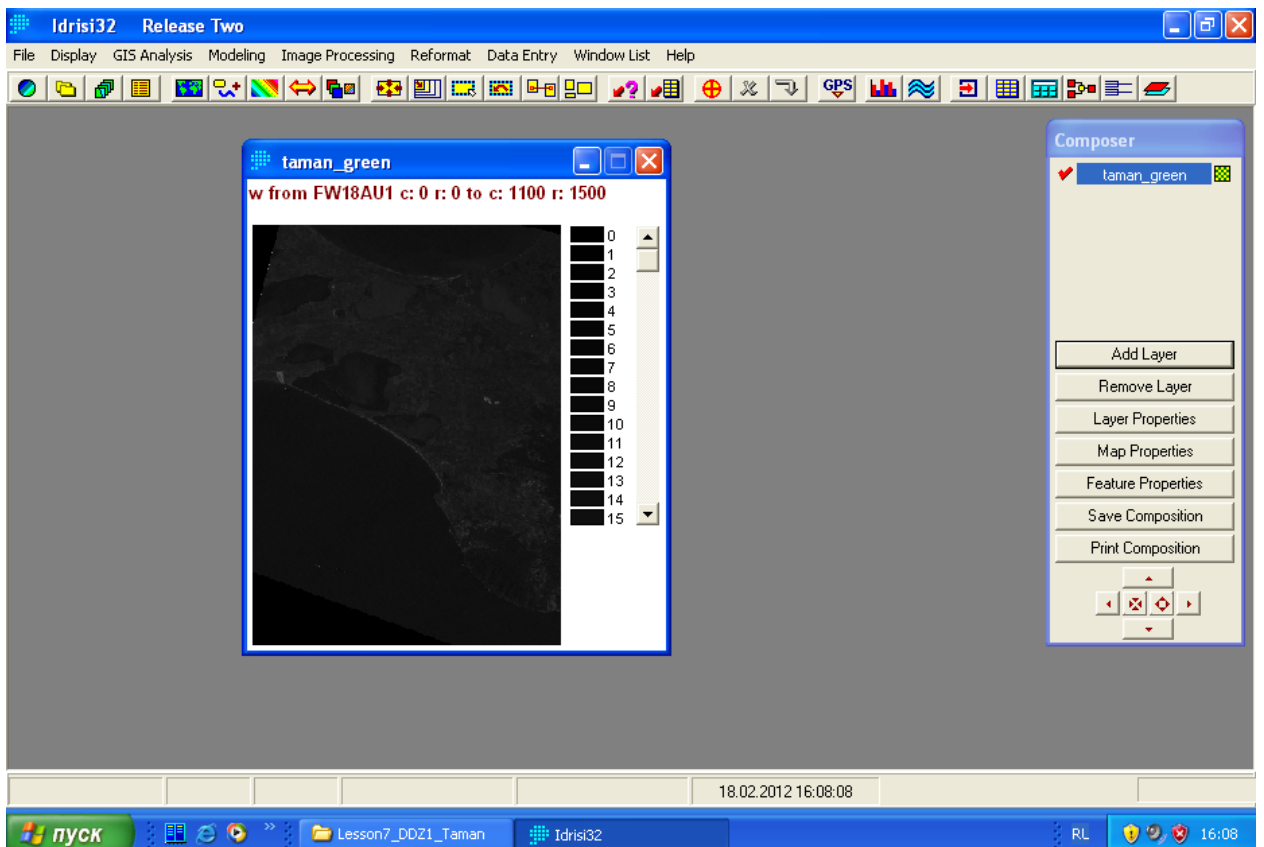 Idrisi32 Release Two
File Display GIS Analysis Modeling Image Processing Reformat Data Entry Window List Help
GPS
taman_green
w from FW18AU1 c: 0 r: 0 to c: 1100 r: 1500
0
1
2
3
4
5
6
7
8
9
10
11
12
13
14
15
Composer
taman_green
Add Layer
Remove Layer
Layer Properties
Map Properties
Feature Properties
Save Composition
Print Composition
18.02.2012 16:08:08
пуск Lesson7_DDZ1_Taman Idrisi32 RL 16:08